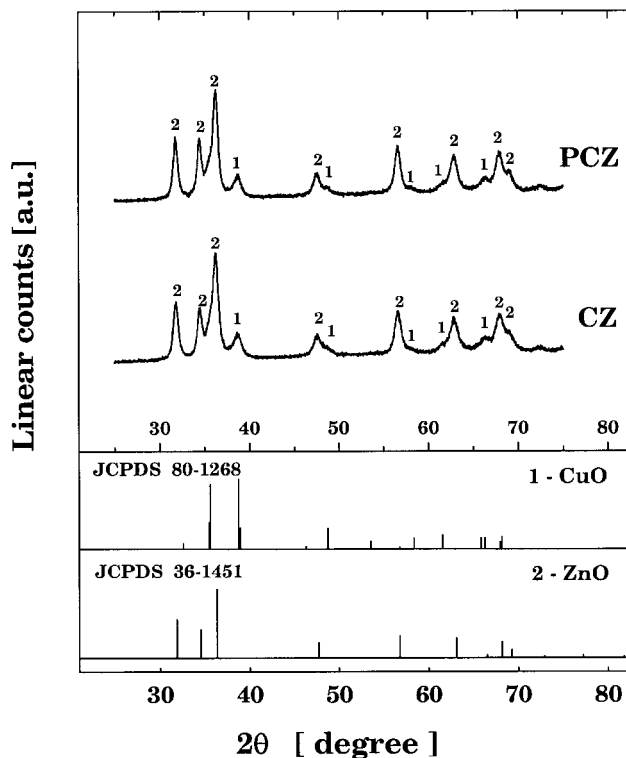 Linear counts [a.u.]
2 2 2 1 2 1 2 1 1 2 1 2 2
PCZ
2 2 2 1 2 1 2 1 1 2 1 2 2
CZ
30 40 50 60 70 80
JCPDS 80-1268 1 - CuO
JCPDS 36-1451 2 - ZnO
30 40 50 60 70 80
2θ [ degree ]